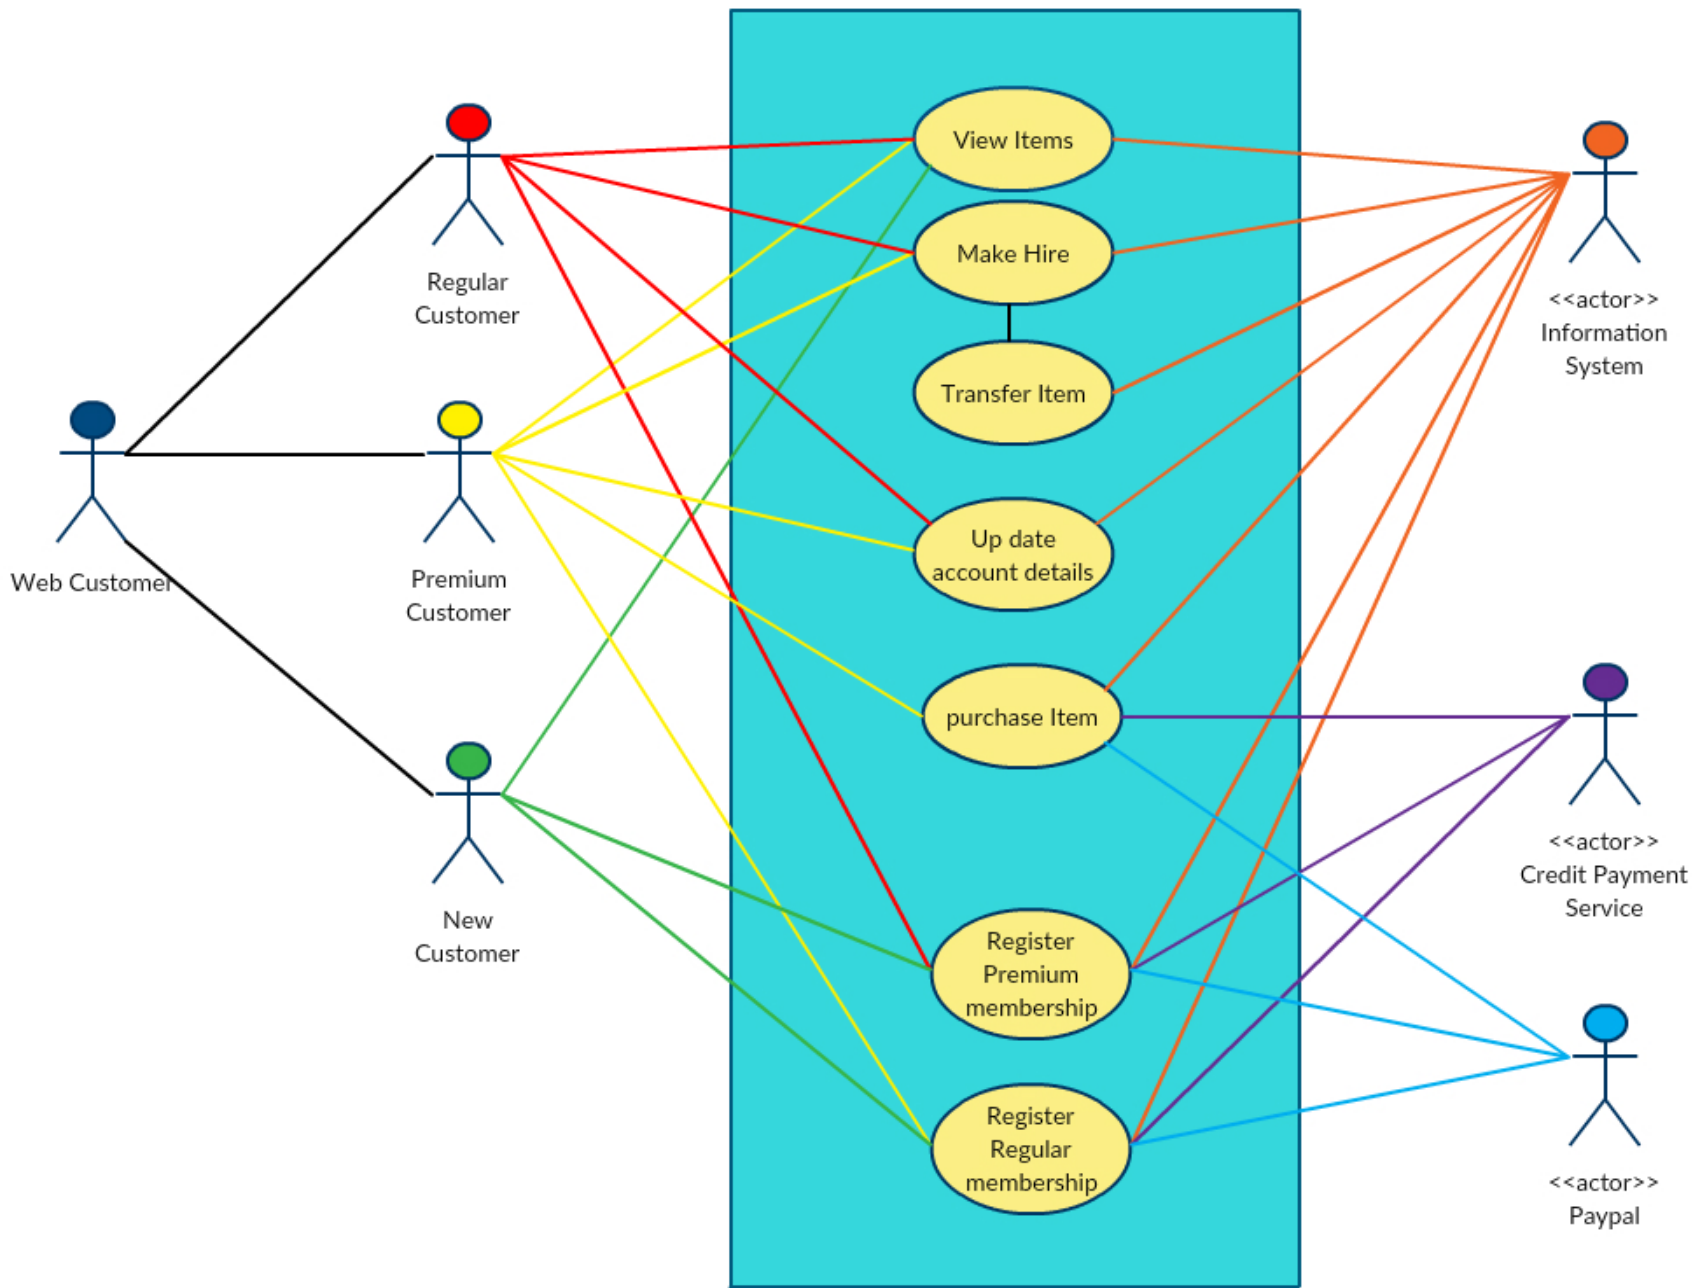 Regular
Customer
Web Customer
Premium
Customer
New
Customer
View Items
Make Hire
Transfer Item
Up date
account details
purchase Item
Register
Premium
membership
Register
Regular
membership
<<actor>>
Information
System
<<actor>>
Credit Payment
Service
<<actor>>
Paypal